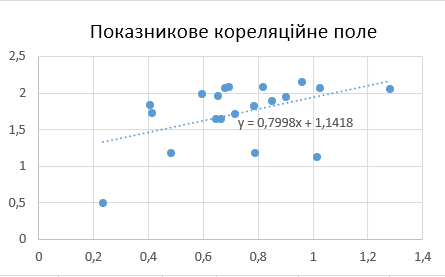 Показникове кореляційне поле
2,5
2
1,5
1
0,5
0
y = 0,7998x + 1,1418
0 0,2 0,4 0,6 0,8 1 1,2 1,4